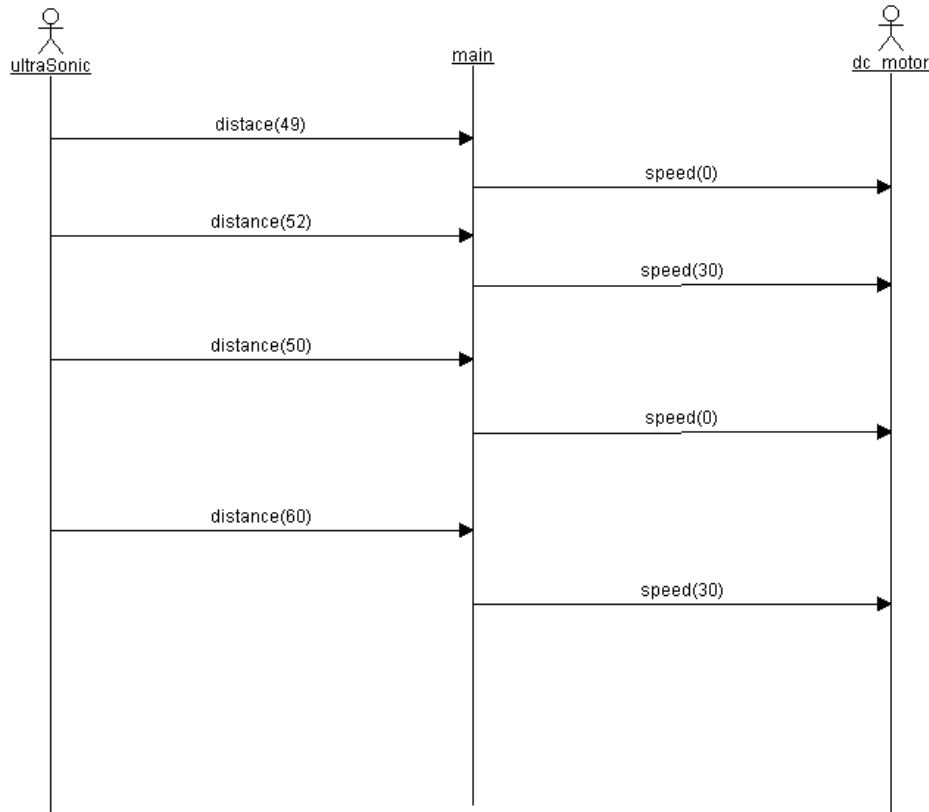 ultraSonic
main
dc_motor
distace(49)
speed(0)
distance(52)
speed(30)
distance(50)
speed(0)
distance(60)
speed(30)